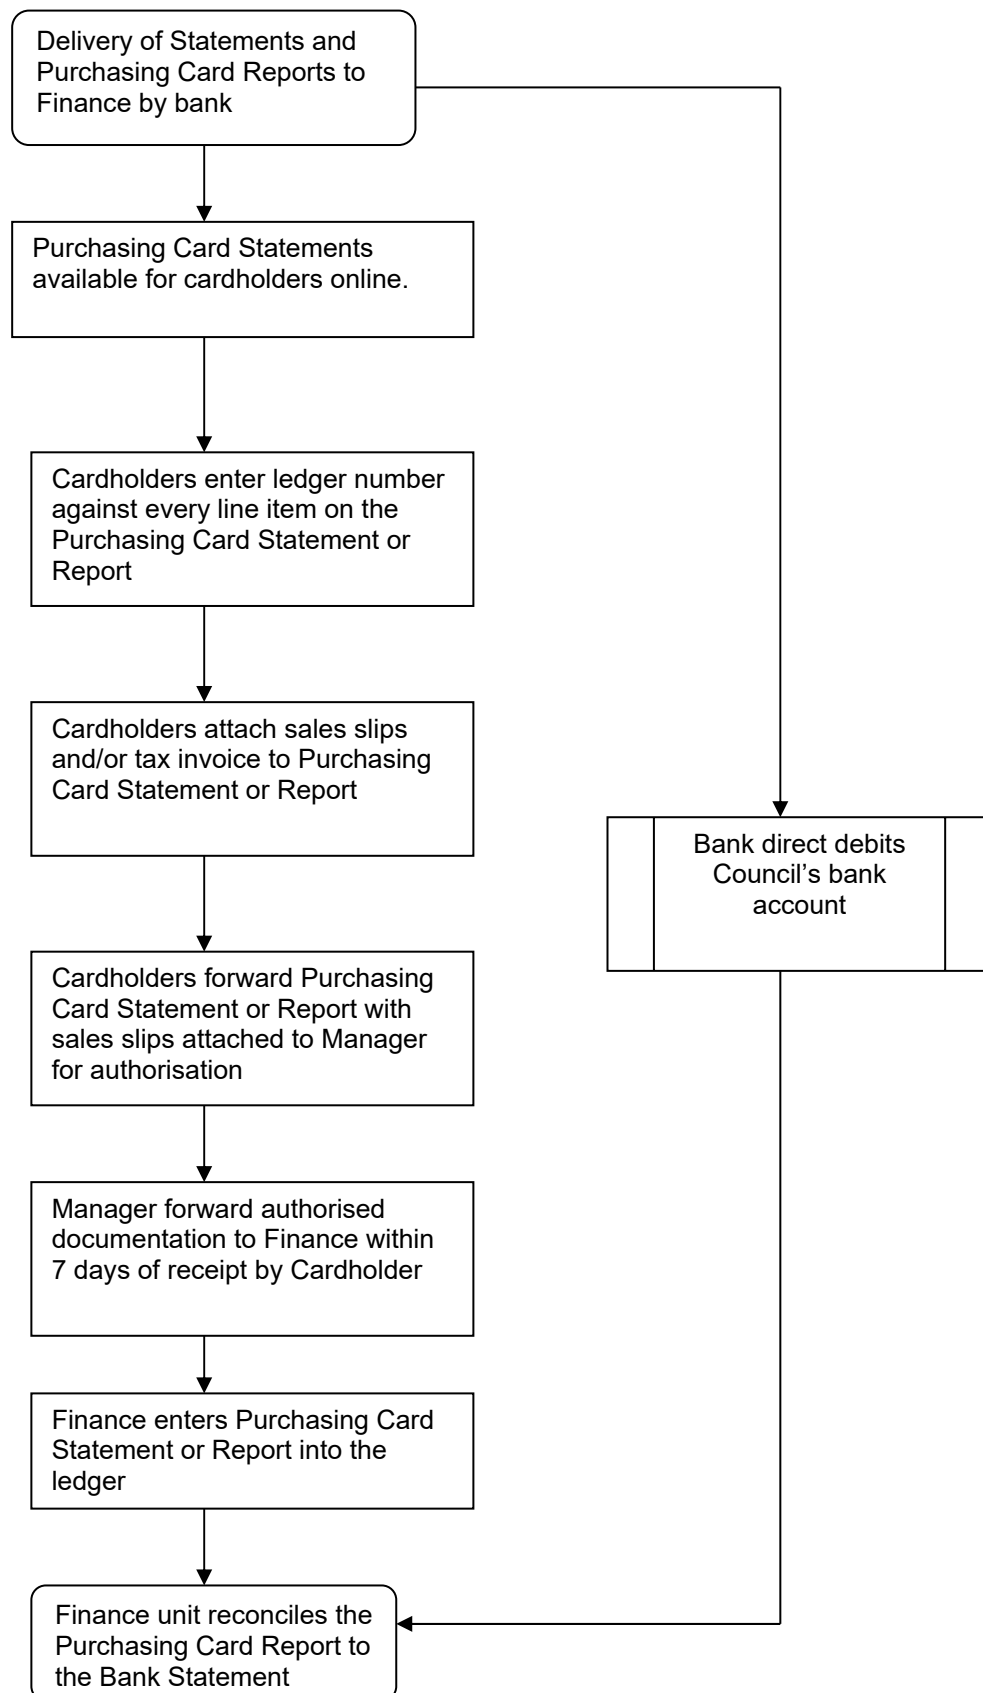 Delivery of Statements and
Purchasing Card Reports to
Finance by bank
Purchasing Card Statements
available for cardholders online.
Cardholders enter ledger number
against every line item on the
Purchasing Card Statement or
Report
Cardholders attach sales slips
and/or tax invoice to Purchasing
Card Statement or Report
Bank direct debits
Council’s bank
account
Cardholders forward Purchasing
Card Statement or Report with
sales slips attached to Manager
for authorisation
Manager forward authorised
documentation to Finance within
7 days of receipt by Cardholder
Finance enters Purchasing Card
Statement or Report into the
ledger
Finance unit reconciles the
Purchasing Card Report to
the Bank Statement